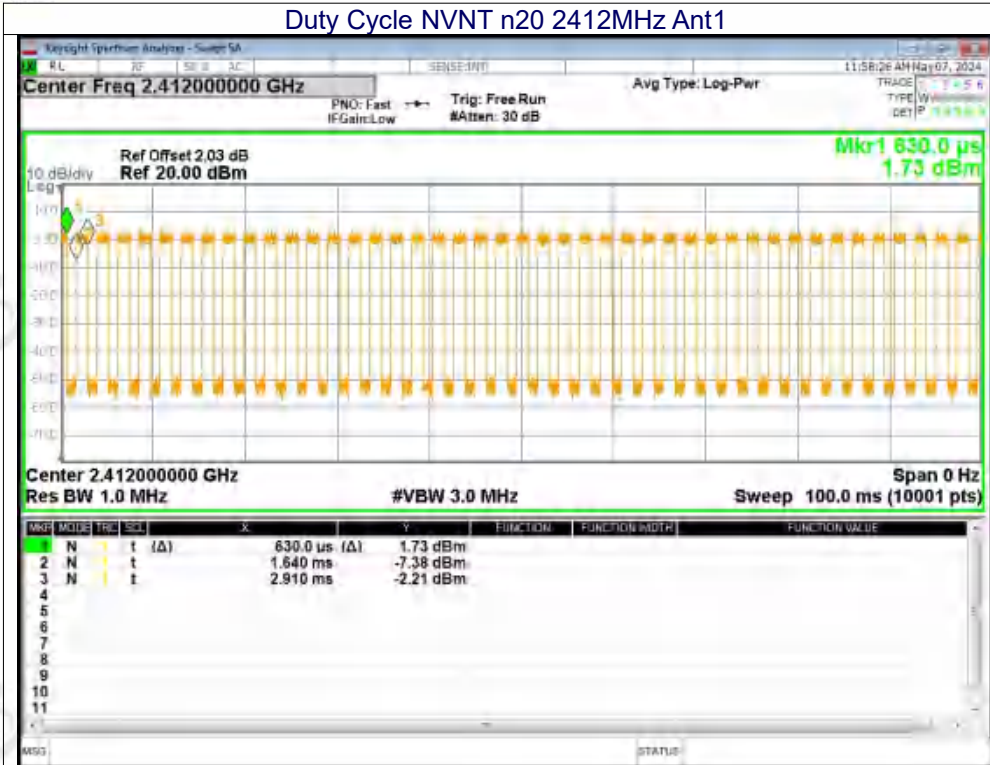 Duty Cycle NVNT n20 2412MHz Ant1
Keysight Spectrum Analyzer - Swept SA
RL RF 50 Ω AC SENSE:INT 11:58:26 AM May 07, 2024
Center Freq 2.412000000 GHz
PNO: Fast
IFGain:Low
Trig: Free Run
#Atten: 30 dB
Avg Type: Log-Pwr
TRACE
TYPE
DET
Mkr1 630.0 µs
1.73 dBm
Ref Offset 2.03 dB
Ref 20.00 dBm
10 dB/div
Log
Center 2.412000000 GHz
Span 0 Hz
Res BW 1.0 MHz
#VBW 3.0 MHz
Sweep 100.0 ms (10001 pts)
MKR MODE TRC SCL X Y FUNCTION FUNCTION WIDTH FUNCTION VALUE
1 N 1 t (Δ) 630.0 µs (Δ) 1.73 dBm
2 N 1 t 1.640 ms -7.38 dBm
3 N 1 t 2.910 ms -2.21 dBm
4
5
6
7
8
9
10
11
MSG
STATUS